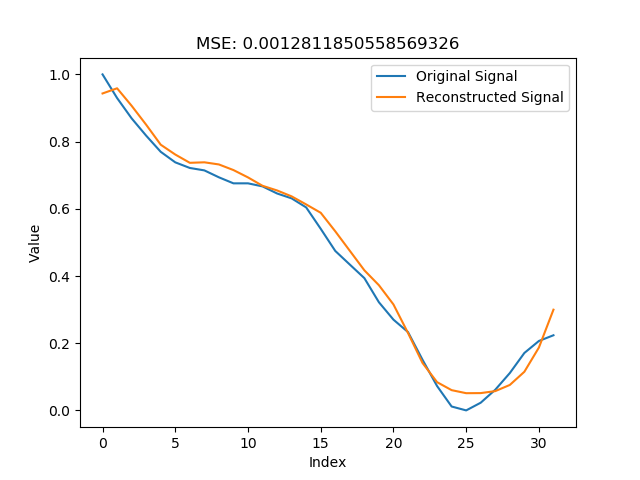 MSE: 0.0012811850558569326
Original Signal
Reconstructed Signal
1.0
0.8
0.6
0.4
0.2
0.0
Value
0 5 10 15 20 25 30
Index